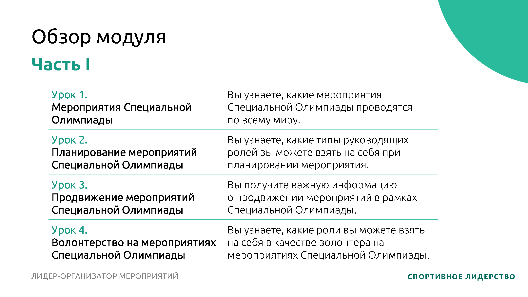 Обзор модуля
Часть I
Урок 1.
Мероприятия Специальной
Олимпиады
Вы узнаете, какие мероприятия
Специальной Олимпиады проводятся
по всему миру.
Урок 2.
Планирование мероприятий
Специальной Олимпиады
Вы узнаете, какие типы руководящих
ролей вы можете взять на себя при
планировании мероприятия.
Урок 3.
Продвижение мероприятий
Специальной Олимпиады
Вы получите важную информацию
о продвижении мероприятий в рамках
Специальной Олимпиады.
Урок 4.
Волонтерство на мероприятиях
Специальной Олимпиады
Вы узнаете, какие роли вы можете взять
на себя в качестве волонтера на
мероприятиях Специальной Олимпиады.
ЛИДЕР-ОРГАНИЗАТОР МЕРОПРИЯТИЙ
СПОРТИВНОЕ ЛИДЕРСТВО